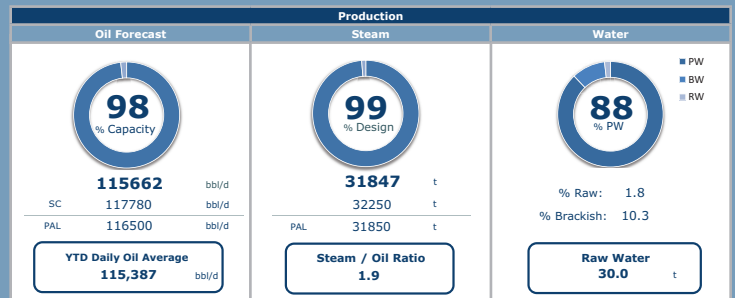 Production
Oil Forecast
98
% Capacity
115662 bbl/d
SC 117780 bbl/d
PAL 116500 bbl/d
YTD Daily Oil Average
115,387 bbl/d
Steam
99
% Design
31847 t
32250 t
PAL 31850 t
Steam / Oil Ratio
1.9
Water
PW
BW
RW
88
% PW
% Raw: 1.8
% Brackish: 10.3
Raw Water
30.0 t